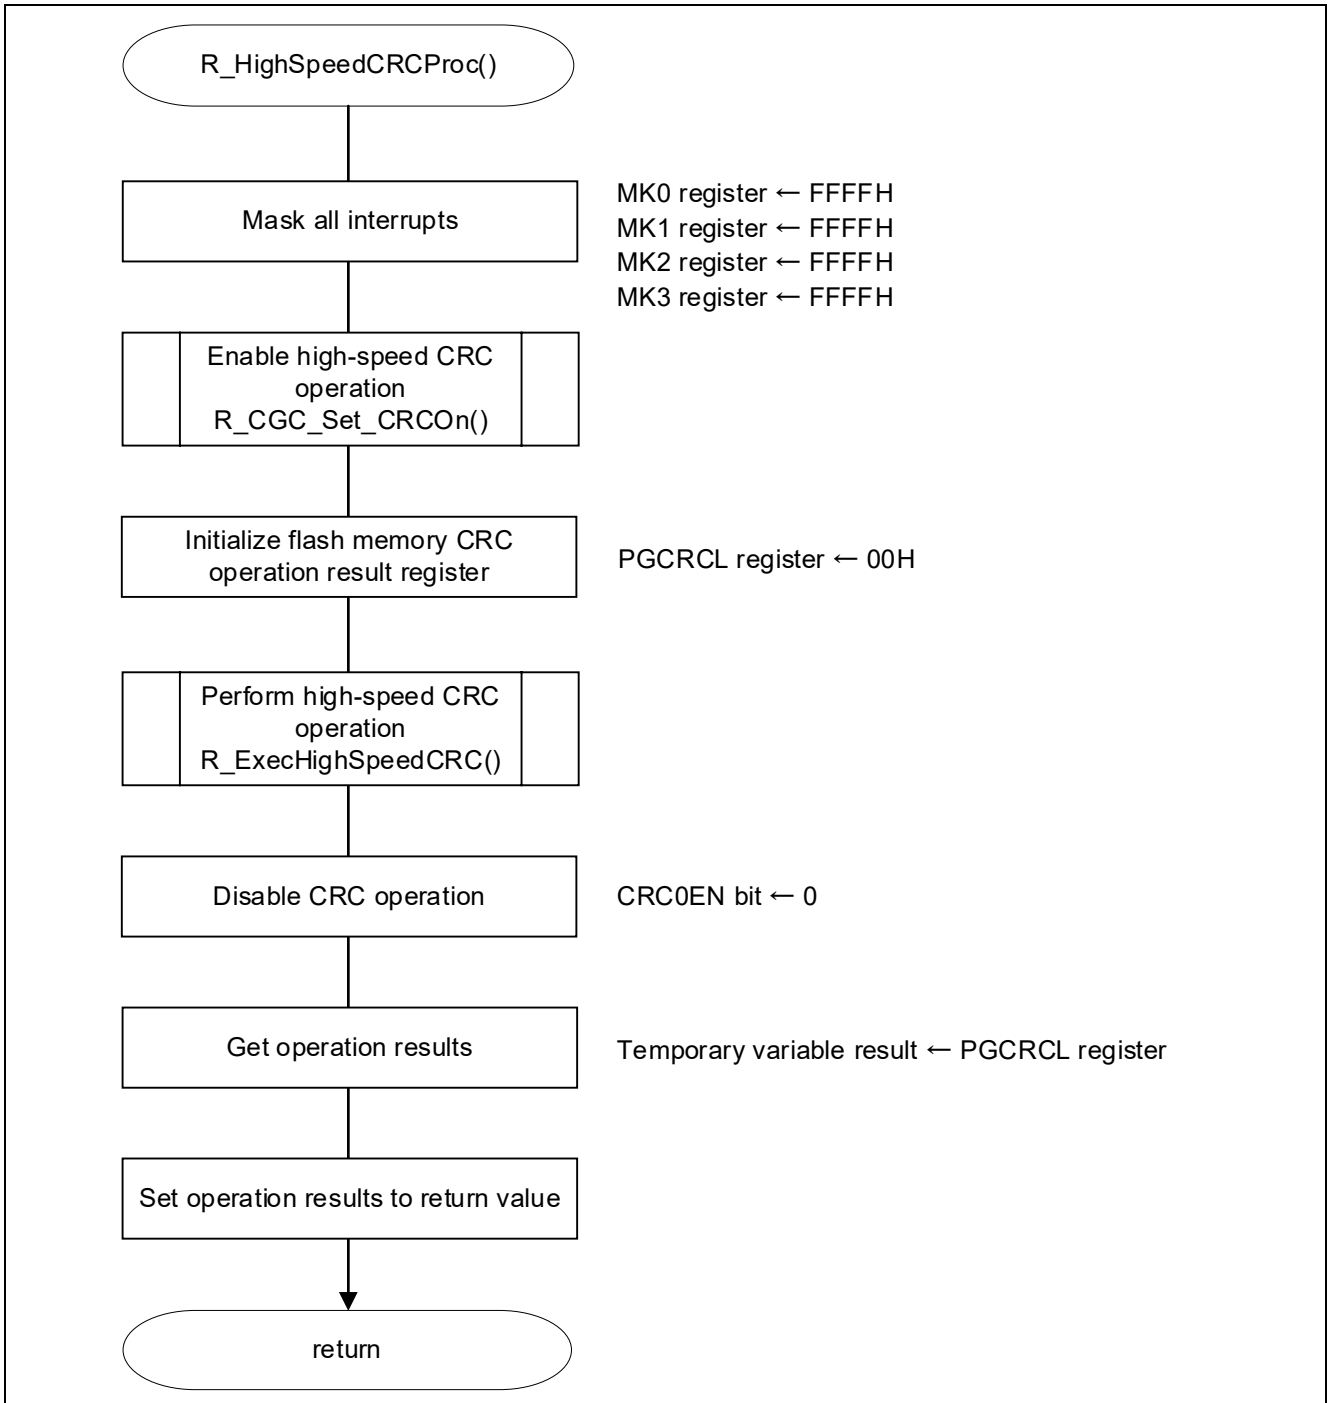 R_HighSpeedCRCProc()
Mask all interrupts
MK0 register ← FFFFH
MK1 register ← FFFFH
MK2 register ← FFFFH
MK3 register ← FFFFH
Enable high-speed CRC
operation
R_CGC_Set_CRCOn()
Initialize flash memory CRC
operation result register
PGCRCL register ← 00H
Perform high-speed CRC
operation
R_ExecHighSpeedCRC()
Disable CRC operation
CRC0EN bit ← 0
Get operation results
Temporary variable result ← PGCRCL register
Set operation results to return value
return